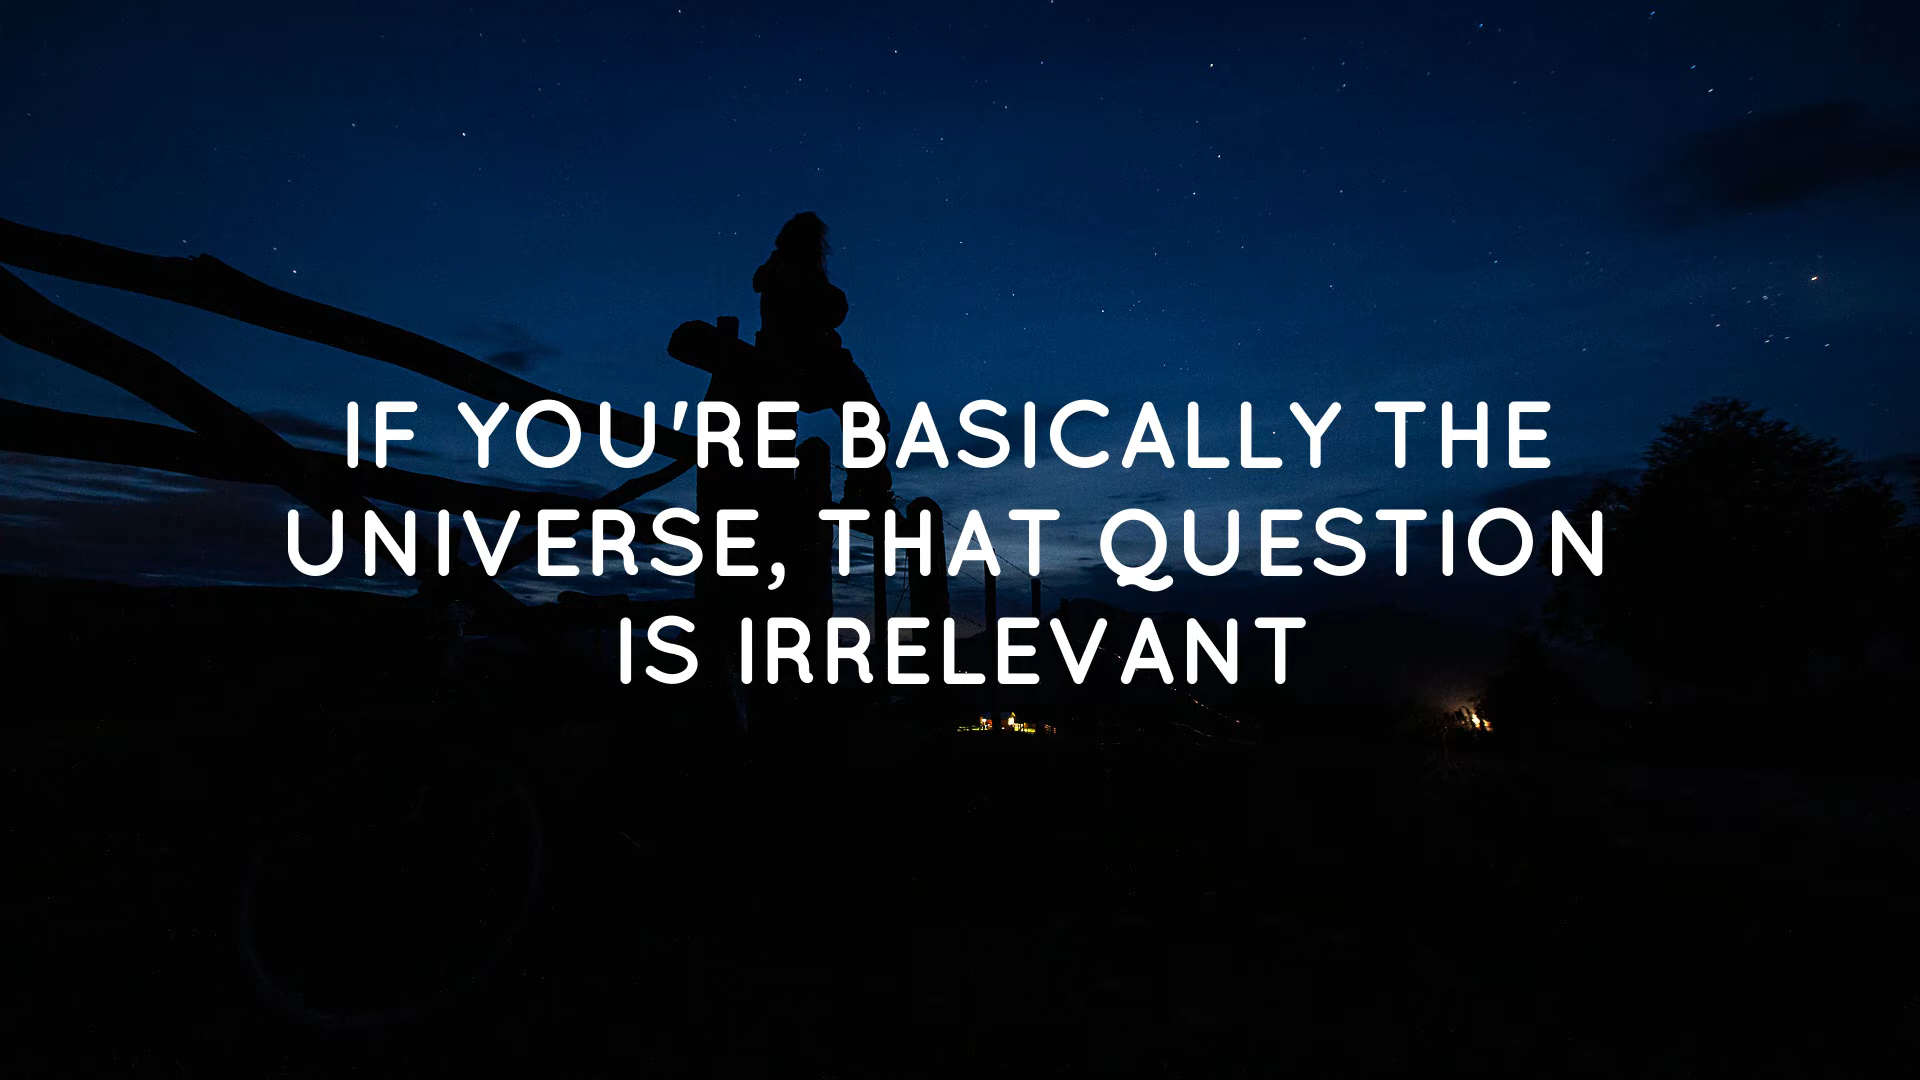 IF YOU'RE BASICALLY THE
UNIVERSE, THAT QUESTION
IS IRRELEVANT